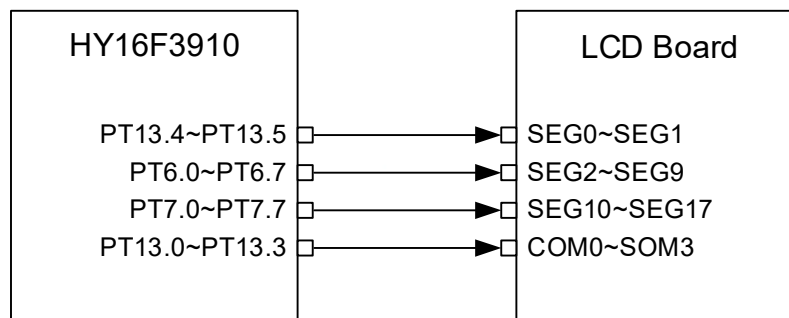 HY16F3910
LCD Board
PT13.4~PT13.5
SEG0~SEG1
PT6.0~PT6.7
SEG2~SEG9
PT7.0~PT7.7
SEG10~SEG17
PT13.0~PT13.3
COM0~SOM3